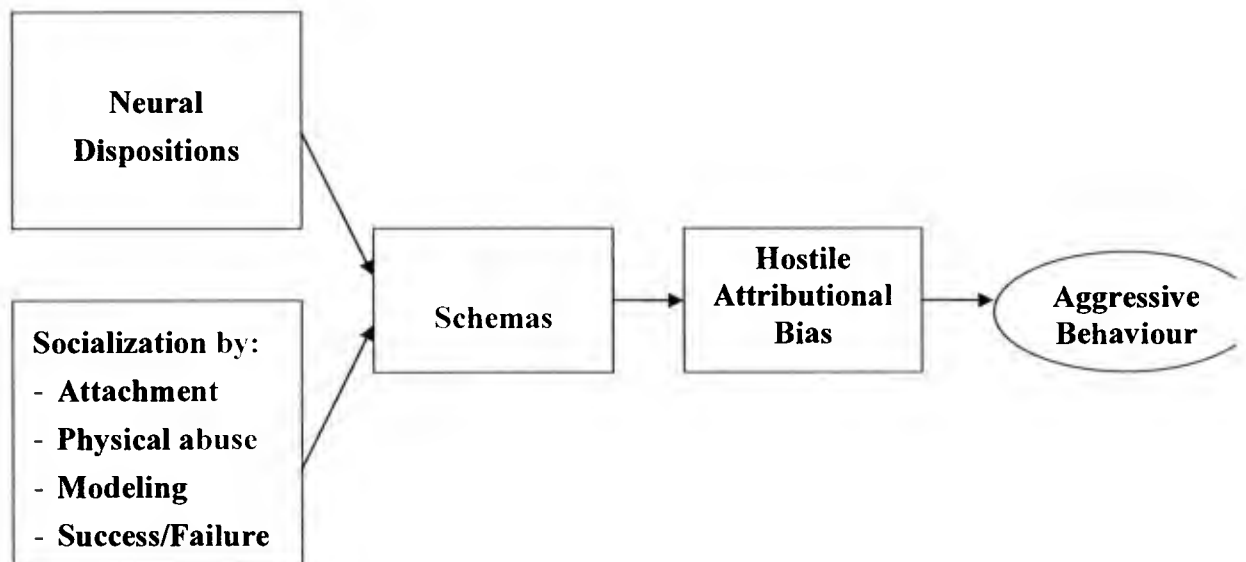 Neural
Dispositions
Socialization by:
- Attachment
- Physical abuse
- Modeling
- Success/Failure
Schemas
Hostile
Attributional
Bias
Aggressive
Behaviour